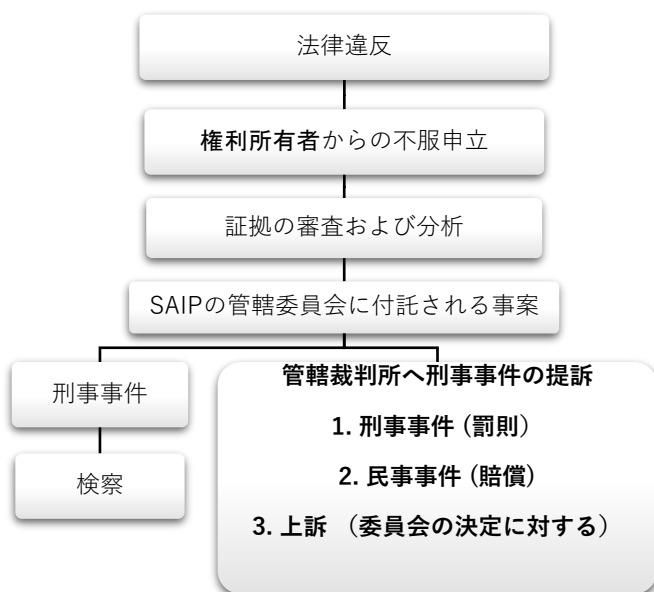 法律違反
権利所有者からの不服申立
証拠の審査および分析
SAIPの管轄委員会に付託される事案
刑事事件
検察
管轄裁判所へ刑事事件の提訴
1. 刑事事件 (罰則）
2. 民事事件 (賠償）
3. 上訴 （委員会の決定に対する）